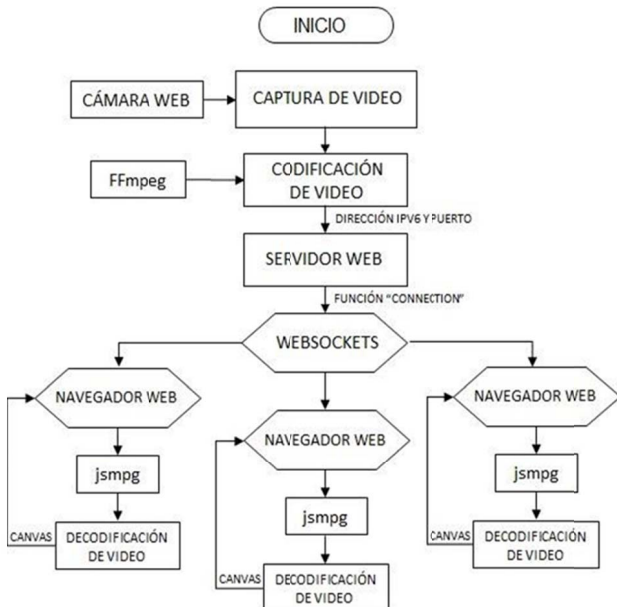 INICIO
CÁMARA WEB
CAPTURA DE VIDEO
FFmpeg
CODIFICACIÓN
DE VIDEO
DIRECCIÓN IPV6 Y PUERTO
SERVIDOR WEB
FUNCIÓN “CONNECTION”
WEBSOCKETS
NAVEGADOR WEB
jsmpg
CANVAS
DECODIFICACIÓN
DE VIDEO
NAVEGADOR WEB
jsmpg
CANVAS
DECODIFICACIÓN
DE VIDEO
NAVEGADOR WEB
jsmpg
CANVAS
DECODIFICACIÓN
DE VIDEO